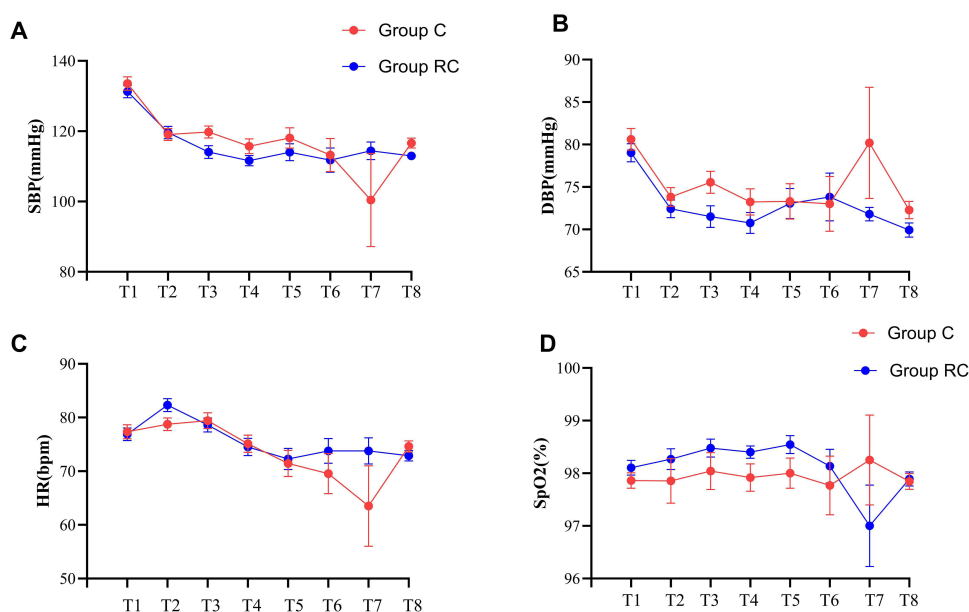 A
Group C
Group RC
SBP(mmHg)
140
120
100
80
T1 T2 T3 T4 T5 T6 T7 T8
B
DBP(mmHg)
90
85
80
75
70
65
T1 T2 T3 T4 T5 T6 T7 T8
C
HR(bpm)
90
80
70
60
50
T1 T2 T3 T4 T5 T6 T7 T8
D
Group C
Group RC
SpO2(%)
100
99
98
97
96
T1 T2 T3 T4 T5 T6 T7 T8